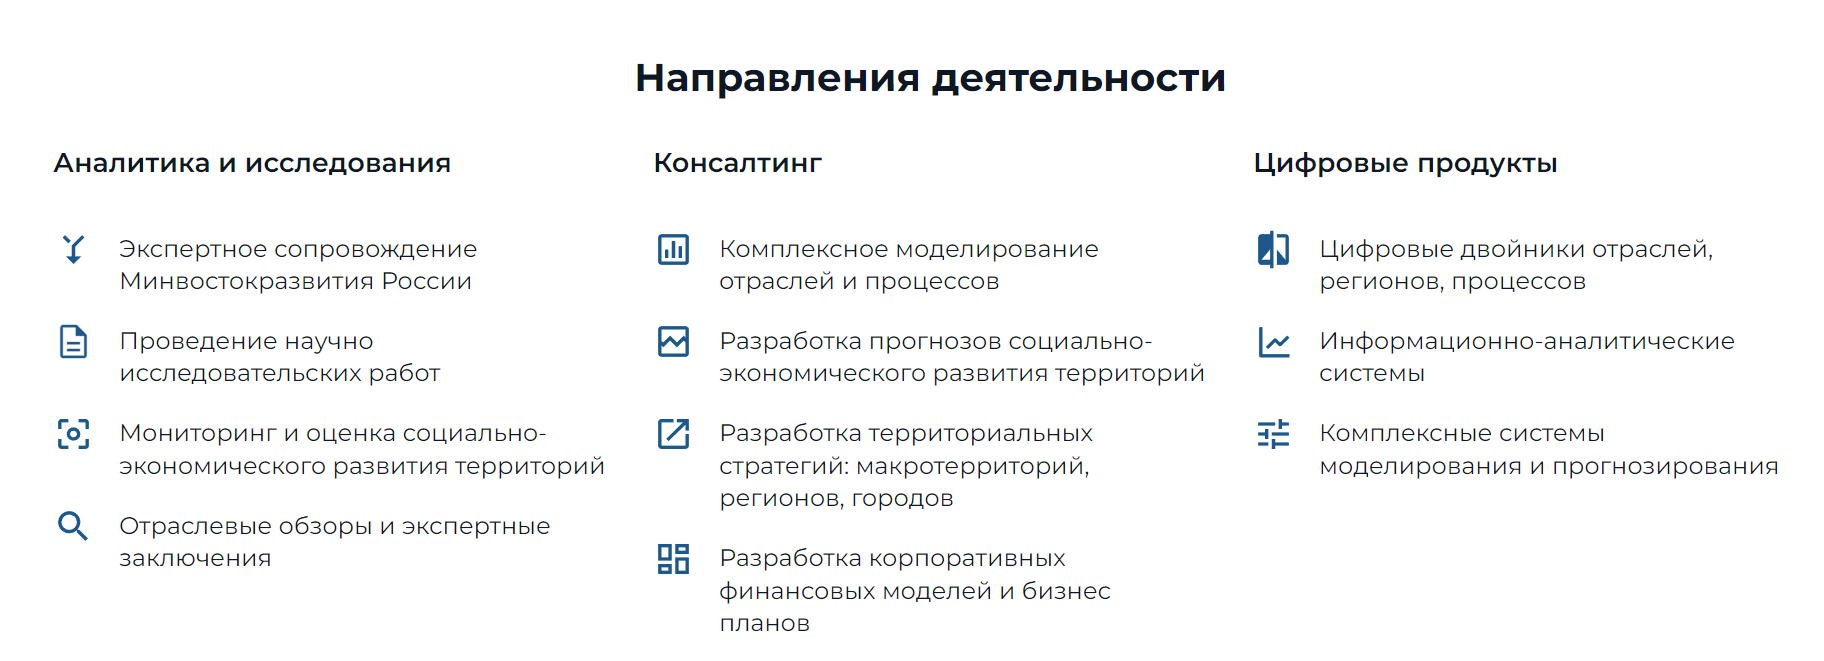 Направления деятельности
Аналитика и исследования
Экспертное сопровождение
Минвостокразвития России
Проведение научно
исследовательских работ
Мониторинг и оценка социально-
экономического развития территорий
Отраслевые обзоры и экспертные
заключения
Консалтинг
Комплексное моделирование
отраслей и процессов
Разработка прогнозов социально-
экономического развития территорий
Разработка территориальных
стратегий: макротерриторий,
регионов, городов
Разработка корпоративных
финансовых моделей и бизнес
планов
Цифровые продукты
Цифровые двойники отраслей,
регионов, процессов
Информационно-аналитические
системы
Комплексные системы
моделирования и прогнозирования